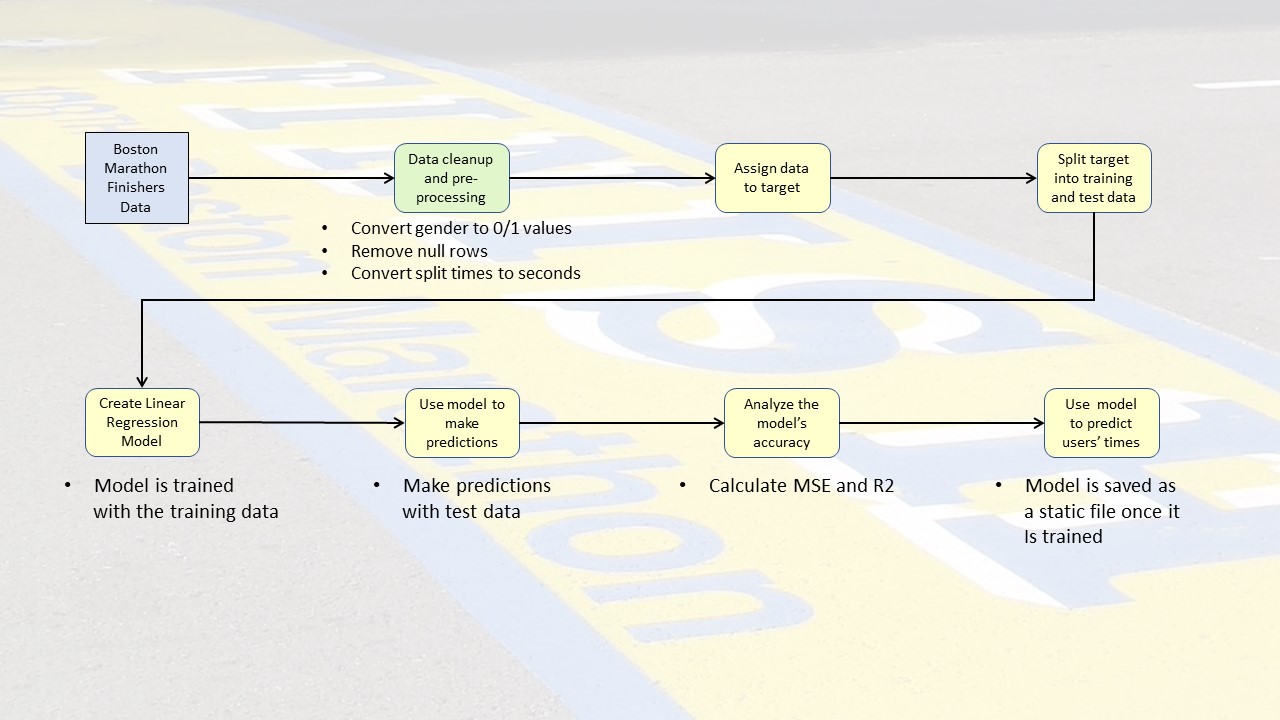 Boston
Marathon
Finishers
Data
Data cleanup
and pre-
processing
Assign data
to target
Split target
into training
and test data
• Convert gender to 0/1 values
• Remove null rows
• Convert split times to seconds
Create Linear
Regression
Model
Use model to
make
predictions
Analyze the
model's
accuracy
Use model
to predict
users' times
• Model is trained
with the training data
• Make predictions
with test data
• Calculate MSE and R2
• Model is saved as
a static file once it
Is trained
FINISH
Boston Marathon